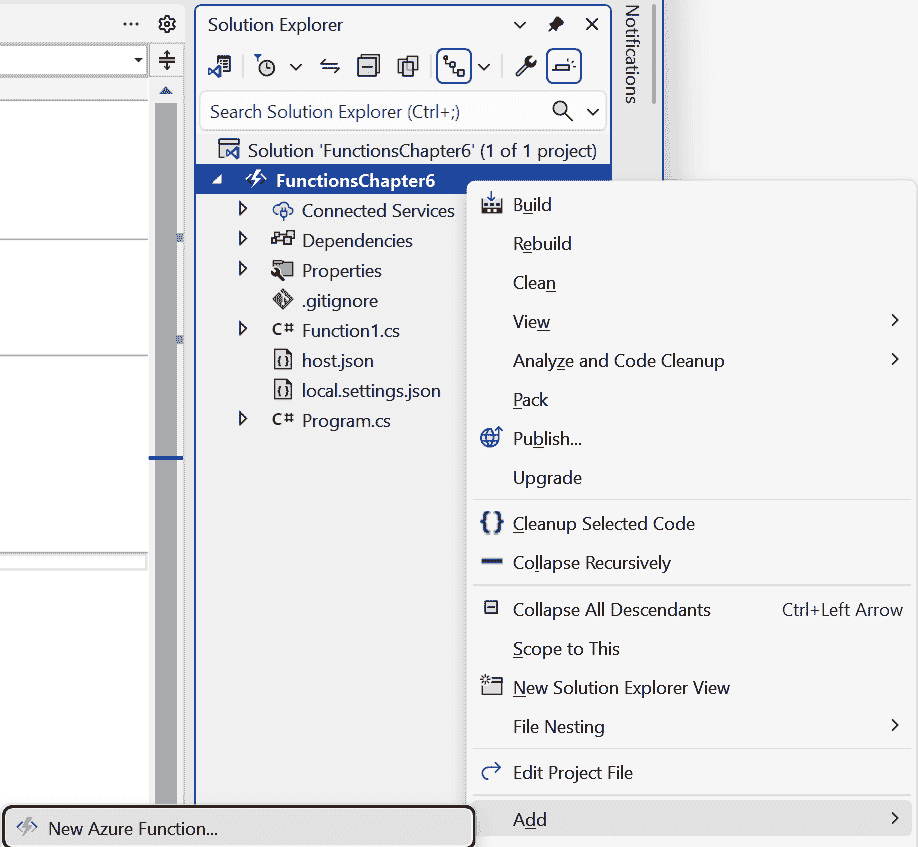 Solution Explorer
Notifications
Search Solution Explorer (Ctrl+;)
Solution 'FunctionsChapter6' (1 of 1 project)
FunctionsChapter6
Connected Services
Dependencies
Properties
.gitignore
C# Function1.cs
host.json
local.settings.json
C# Program.cs
Build
Rebuild
Clean
View
Analyze and Code Cleanup
Pack
Publish...
Upgrade
Cleanup Selected Code
Collapse Recursively
Collapse All Descendants Ctrl+Left Arrow
Scope to This
New Solution Explorer View
File Nesting
Edit Project File
Add
New Azure Function...